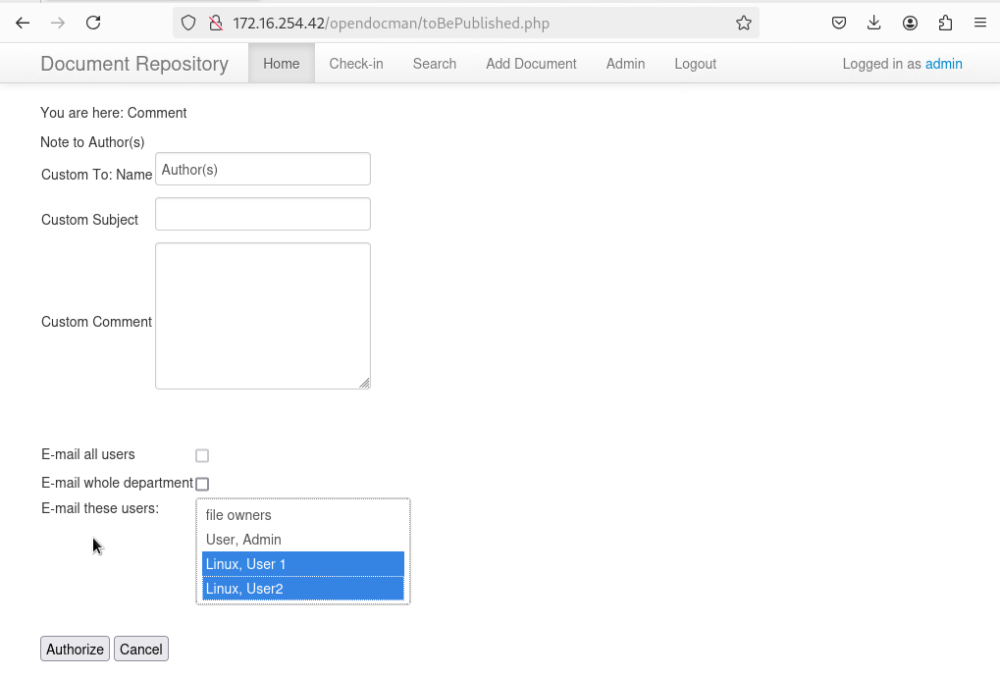 172.16.254.42/opendocman/toBePublished.php
Document Repository Home Check-in Search Add Document Admin Logout Logged in as admin
You are here: Comment
Note to Author(s)
Custom To: Name Author(s)
Custom Subject
Custom Comment
E-mail all users
E-mail whole department
E-mail these users:
file owners
User, Admin
Linux, User 1
Linux, User2
Authorize Cancel